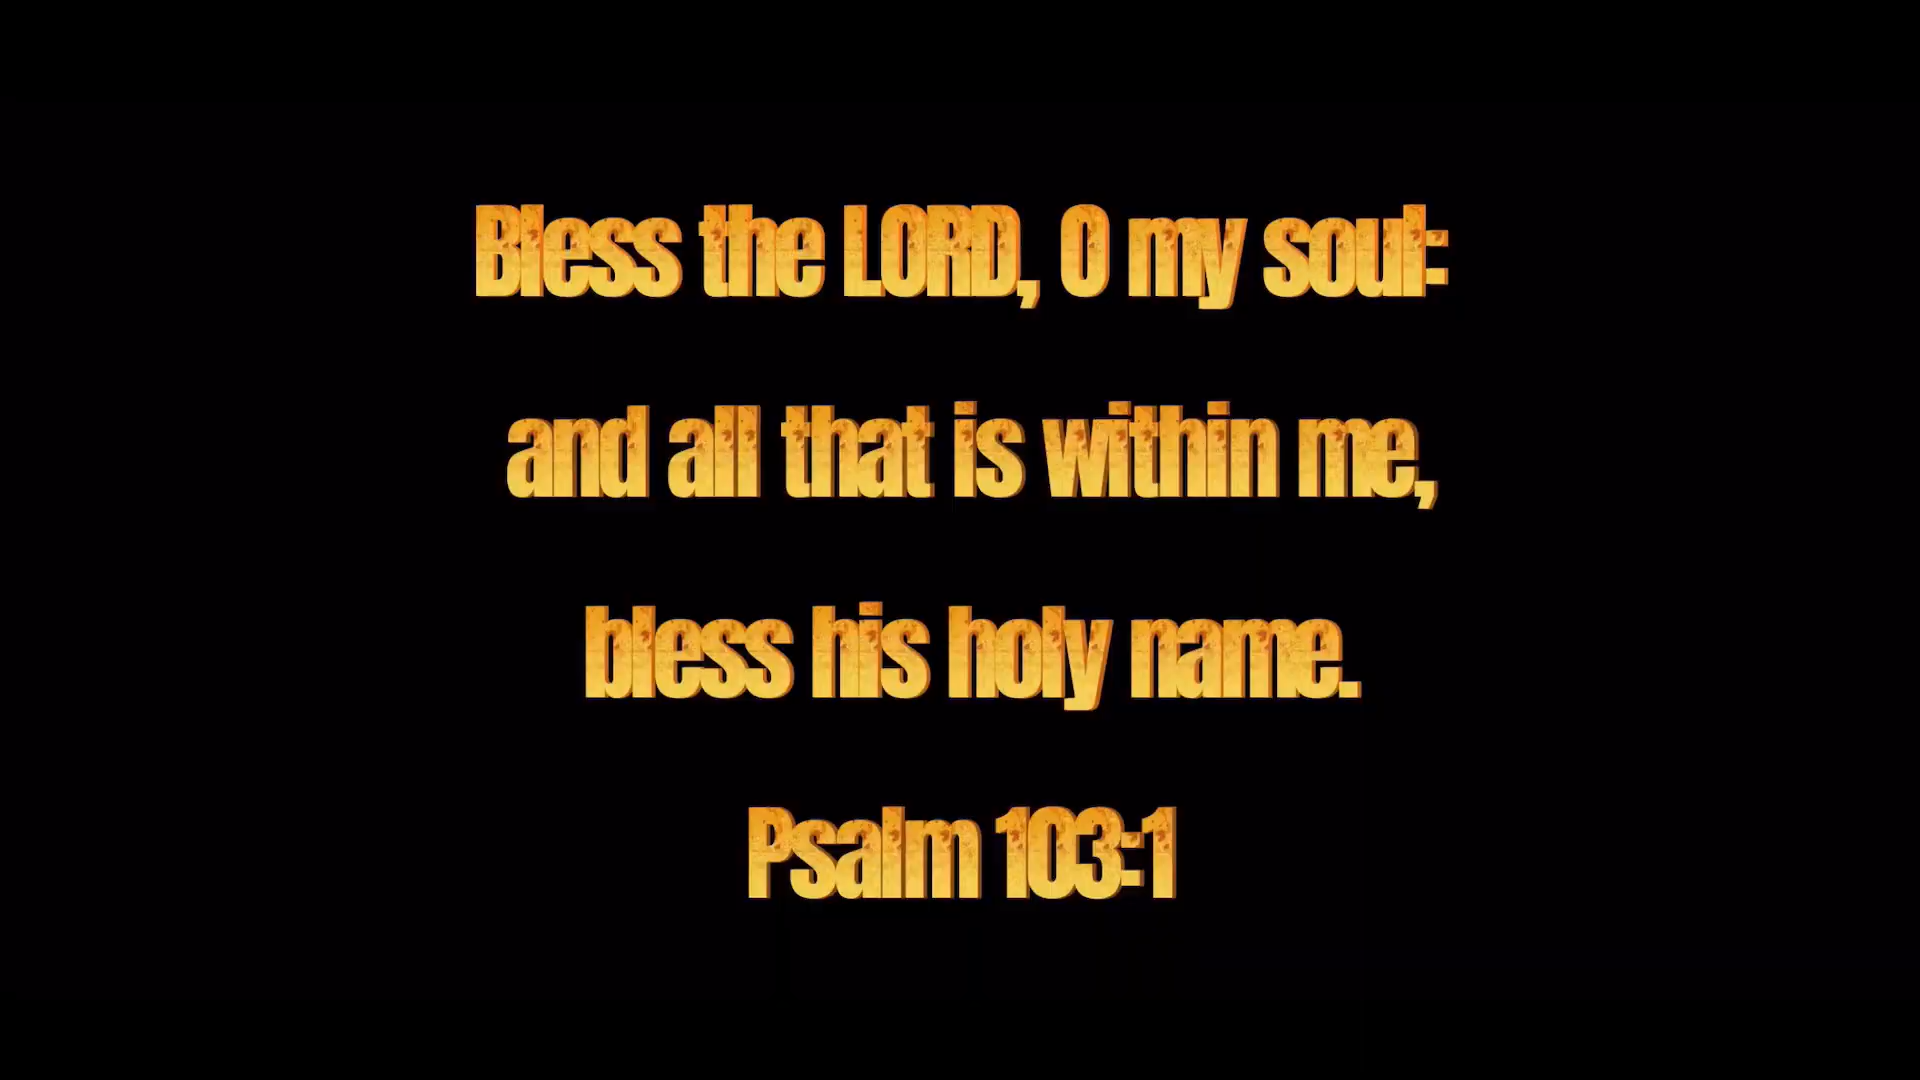 Bless the LORD, O my soul:
and all that is within me,
bless his holy name.
Psalm 103:1